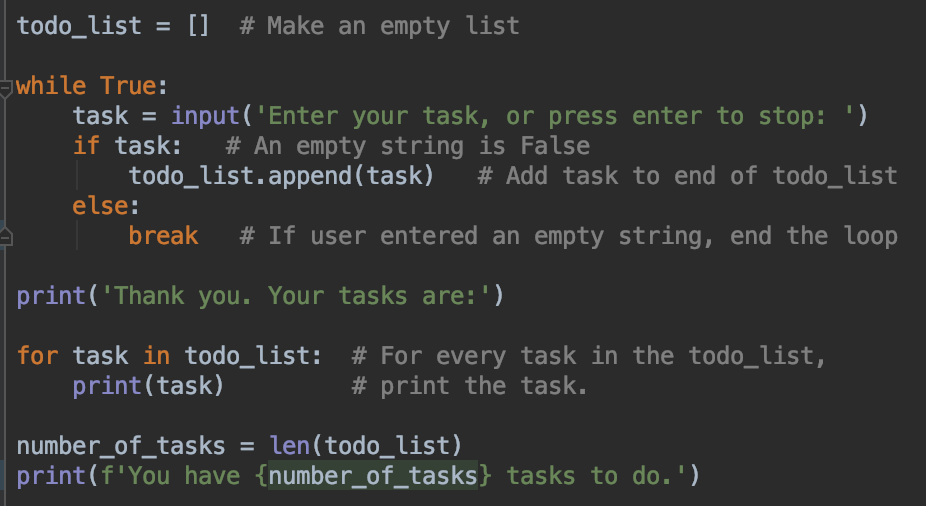 todo_list = []  # Make an empty list

while True:
    task = input('Enter your task, or press enter to stop: ')
    if task:   # An empty string is False
        todo_list.append(task)   # Add task to end of todo_list
    else:
        break   # If user entered an empty string, end the loop

print('Thank you. Your tasks are:')

for task in todo_list:  # For every task in the todo_list,
    print(task)         # print the task.

number_of_tasks = len(todo_list)
print(f'You have {number_of_tasks} tasks to do.')